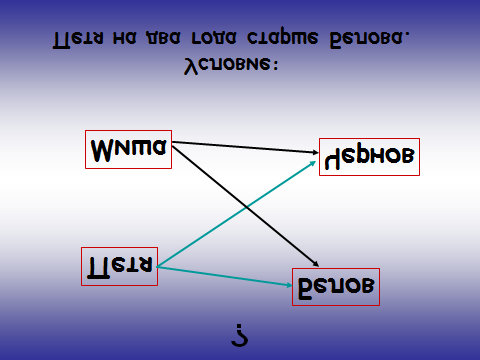 ?
Петя
Белов
Миша
Чернов
Условие:
Петя на два года старше Белова.